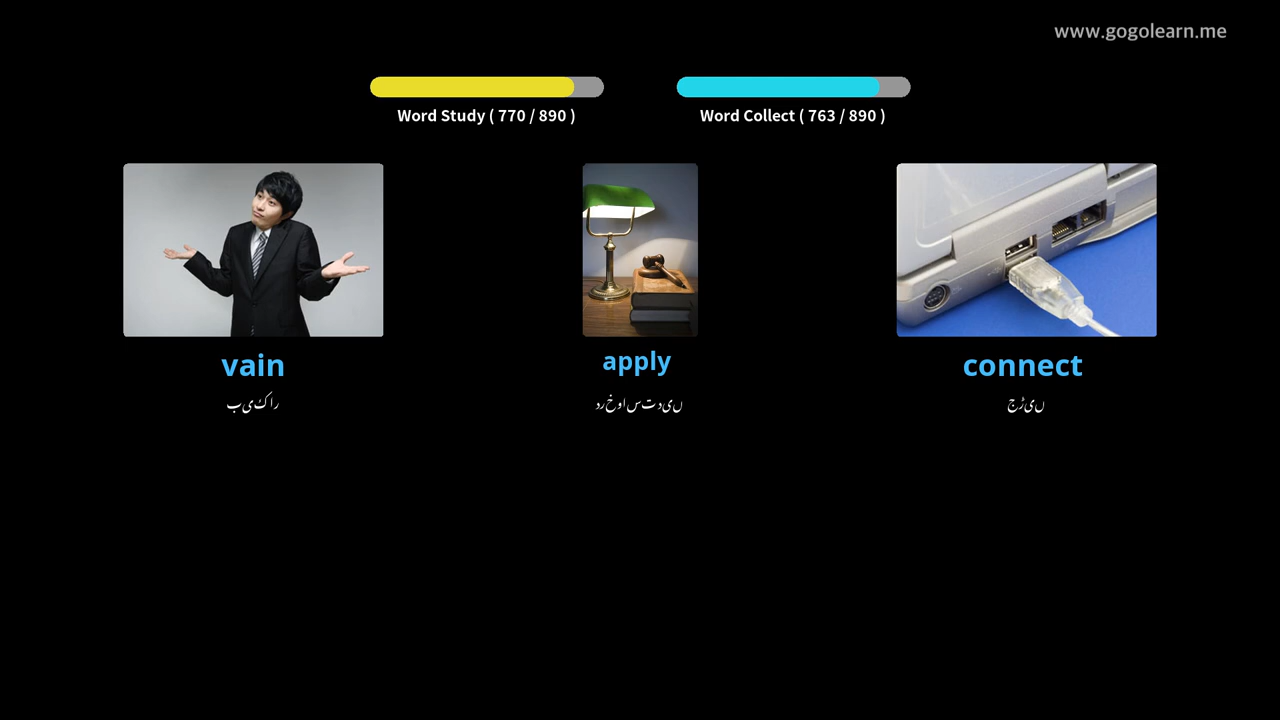 www.gogolearn.me
Word Study ( 770 / 890 )
Word Collect ( 763 / 890 )
vain
apply
connect
بیکار
درخواست دیں
جڑیں